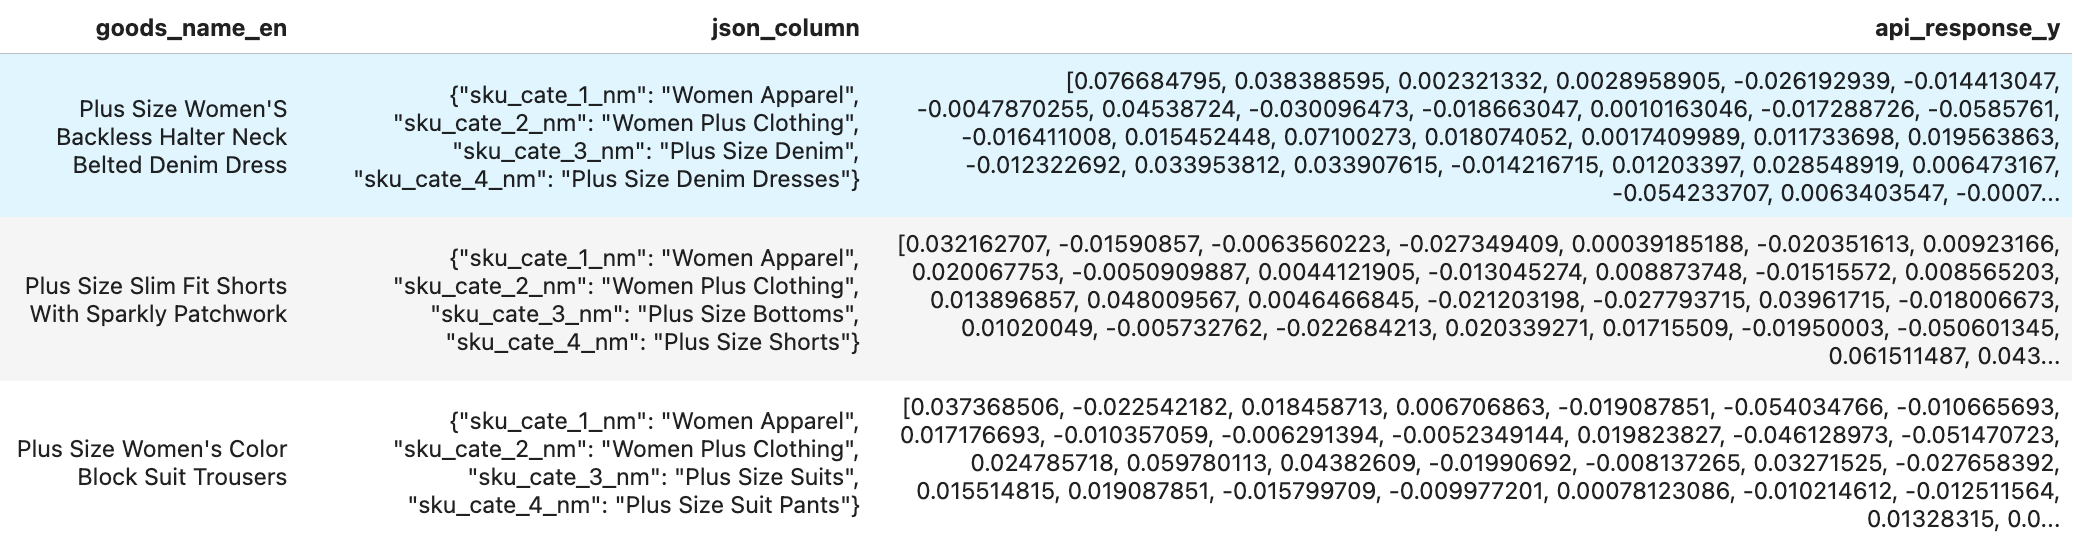 goods_name_en json_column api_response_y
Plus Size Women'S
Backless Halter Neck
Belted Denim Dress
{"sku_cate_1_nm": "Women Apparel",
"sku_cate_2_nm": "Women Plus Clothing",
"sku_cate_3_nm": "Plus Size Denim",
"sku_cate_4_nm": "Plus Size Denim Dresses"}
[0.076684795, 0.038388595, 0.002321332, 0.0028958905, -0.026192939, -0.014413047,
-0.0047870255, 0.04538724, -0.030096473, -0.018663047, 0.0010163046, -0.017288726, -0.0585761,
-0.016411008, 0.015452448, 0.07100273, 0.018074052, 0.0017409989, 0.011733698, 0.019563863,
-0.012322692, 0.033953812, 0.033907615, -0.014216715, 0.01203397, 0.028548919, 0.006473167,
-0.054233707, 0.0063403547, -0.0007...
Plus Size Slim Fit Shorts
With Sparkly Patchwork
{"sku_cate_1_nm": "Women Apparel",
"sku_cate_2_nm": "Women Plus Clothing",
"sku_cate_3_nm": "Plus Size Bottoms",
"sku_cate_4_nm": "Plus Size Shorts"}
[0.032162707, -0.01590857, -0.0063560223, -0.027349409, 0.00039185188, -0.020351613, 0.00923166,
0.020067753, -0.0050909887, 0.0044121905, -0.013045274, 0.008873748, -0.01515572, 0.008565203,
0.013896857, 0.048009567, 0.0046466845, -0.021203198, -0.027793715, 0.03961715, -0.018006673,
0.01020049, -0.005732762, -0.022684213, 0.020339271, 0.01715509, -0.01950003, -0.050601345,
0.061511487, 0.043...
Plus Size Women's Color
Block Suit Trousers
{"sku_cate_1_nm": "Women Apparel",
"sku_cate_2_nm": "Women Plus Clothing",
"sku_cate_3_nm": "Plus Size Suits",
"sku_cate_4_nm": "Plus Size Suit Pants"}
[0.037368506, -0.022542182, 0.018458713, 0.006706863, -0.019087851, -0.054034766, -0.010665693,
0.017176693, -0.010357059, -0.006291394, -0.0052349144, 0.019823827, -0.046128973, -0.051470723,
0.024785718, 0.059780113, 0.04382609, -0.01990692, -0.008137265, 0.03271525, -0.027658392,
0.015514815, 0.019087851, -0.015799709, -0.009977201, 0.00078123086, -0.010214612, -0.012511564,
0.01328315, 0.0...